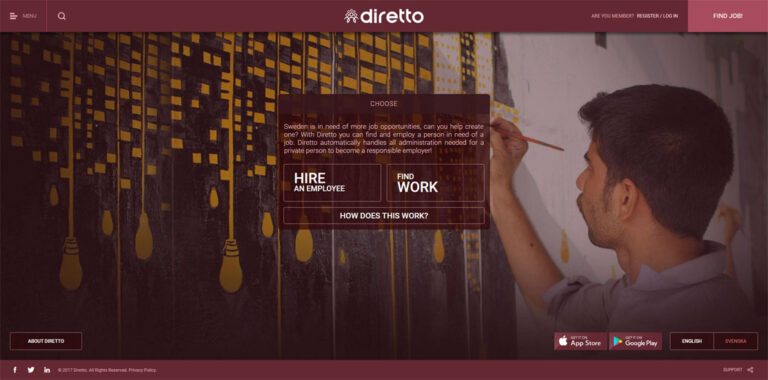 MENU
diretto
ARE YOU MEMBER? REGISTER / LOG IN
FIND JOB!
CHOOSE
Sweden is in need of more job opportunities, can you help create
one? With Diretto you can find and employ a person in need of a
job. Diretto automatically handles all administration needed for a
private person to become a responsible employer!
HIRE
AN EMPLOYEE
FIND
WORK
HOW DOES THIS WORK?
ABOUT DIRETTO
GET IT ON
App Store
GET IT ON
Google Play
ENGLISH
SVENSKA
© 2017 Diretto. All Rights Reserved. Privacy Policy.
SUPPORT